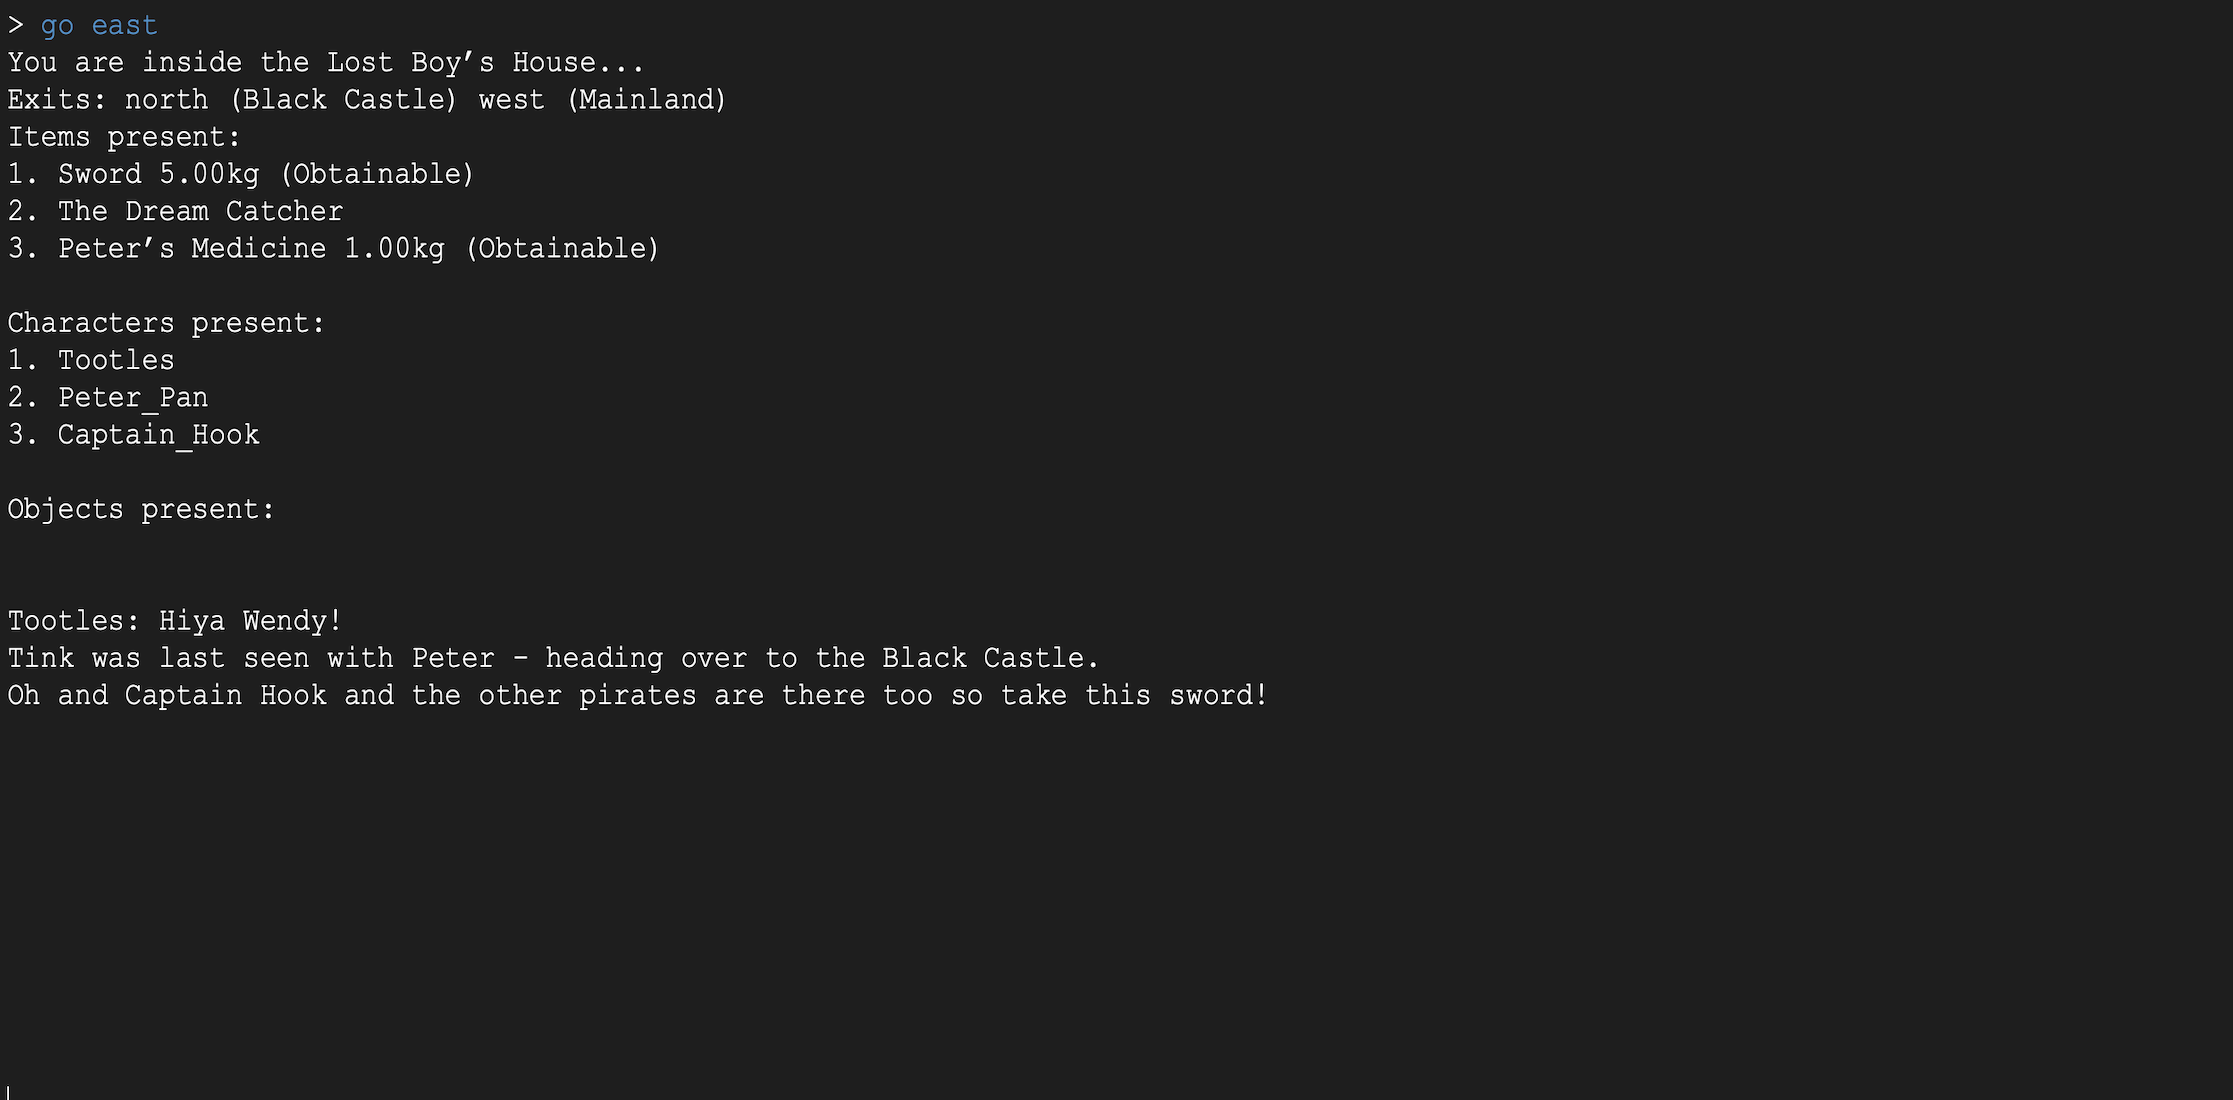 > go east
You are inside the Lost Boy’s House...
Exits: north (Black Castle) west (Mainland)
Items present:
1. Sword 5.00kg (Obtainable)
2. The Dream Catcher
3. Peter’s Medicine 1.00kg (Obtainable)
Characters present:
1. Tootles
2. Peter_Pan
3. Captain_Hook
Objects present:
Tootles: Hiya Wendy!
Tink was last seen with Peter – heading over to the Black Castle.
Oh and Captain Hook and the other pirates are there too so take this sword!